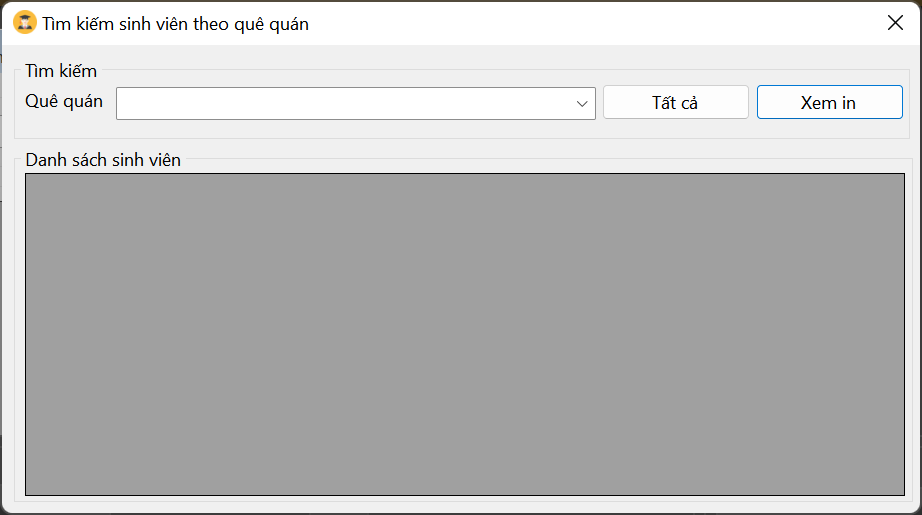 Tìm kiếm sinh viên theo quê quán
Tìm kiếm
Quê quán
Tất cả
Xem in
Danh sách sinh viên